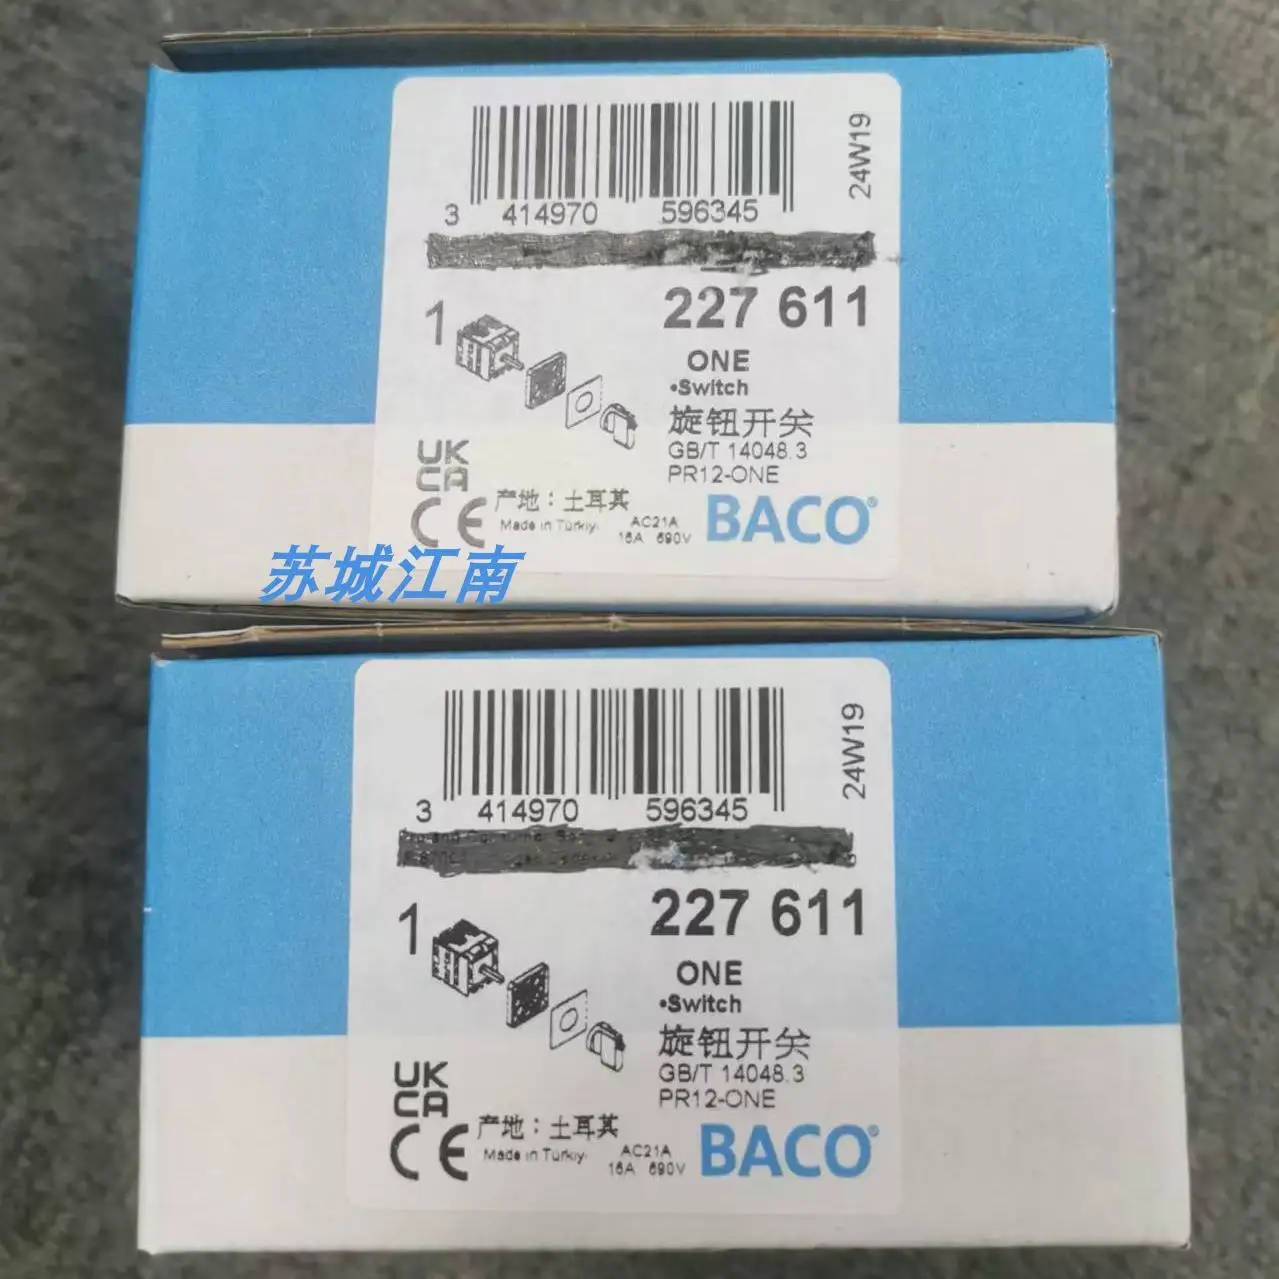 24W19
3 414970 596345
227 611
1
ONE
•Switch
旋钮开关
GB/T 14048.3
PR12-ONE
UK
CA
CE
产地：土耳其
Made in Türkiy
AC21A
16A 690V
BACO®
苏城江南
24W19
3 414970 596345
227 611
1
ONE
•Switch
旋钮开关
GB/T 14048.3
PR12-ONE
UK
CA
CE
产地：土耳其
Made in Türkiy
AC21A
16A 690V
BACO®